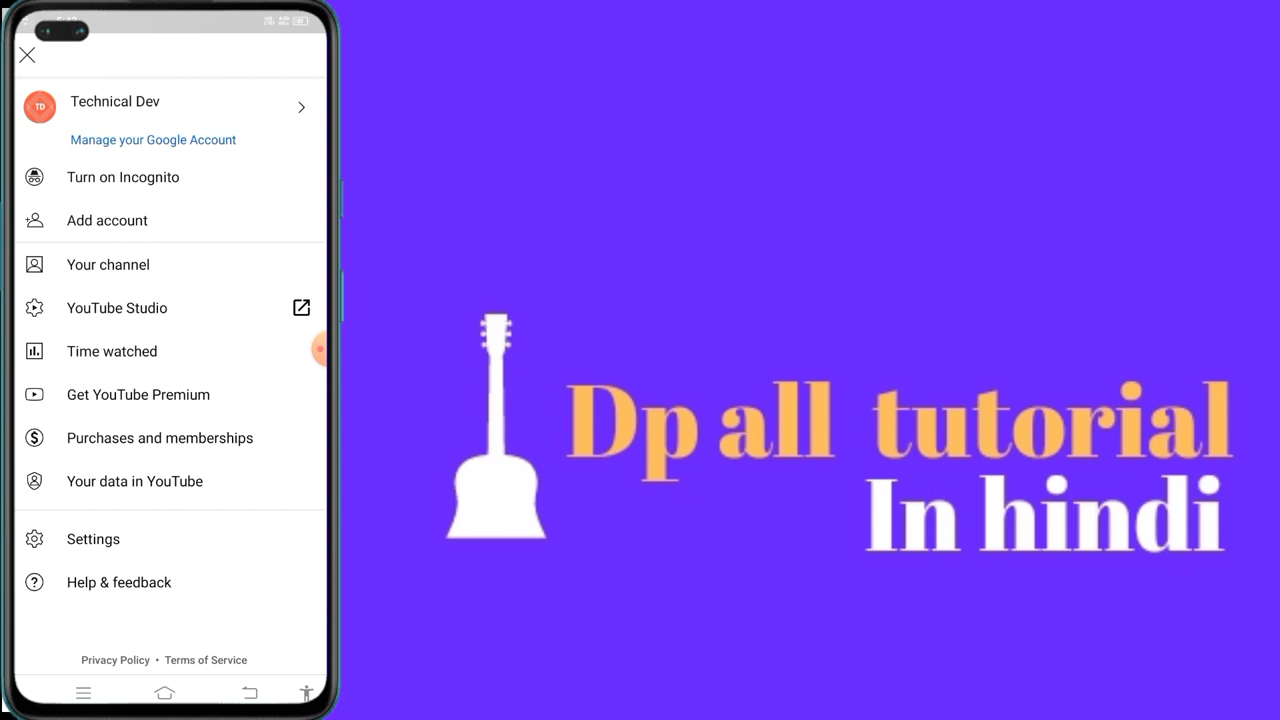 TD
Technical Dev
Manage your Google Account
Turn on Incognito
Add account
Your channel
YouTube Studio
Time watched
Get YouTube Premium
Purchases and memberships
Your data in YouTube
Settings
Help & feedback
Privacy Policy • Terms of Service
Dp all tutorial
In hindi